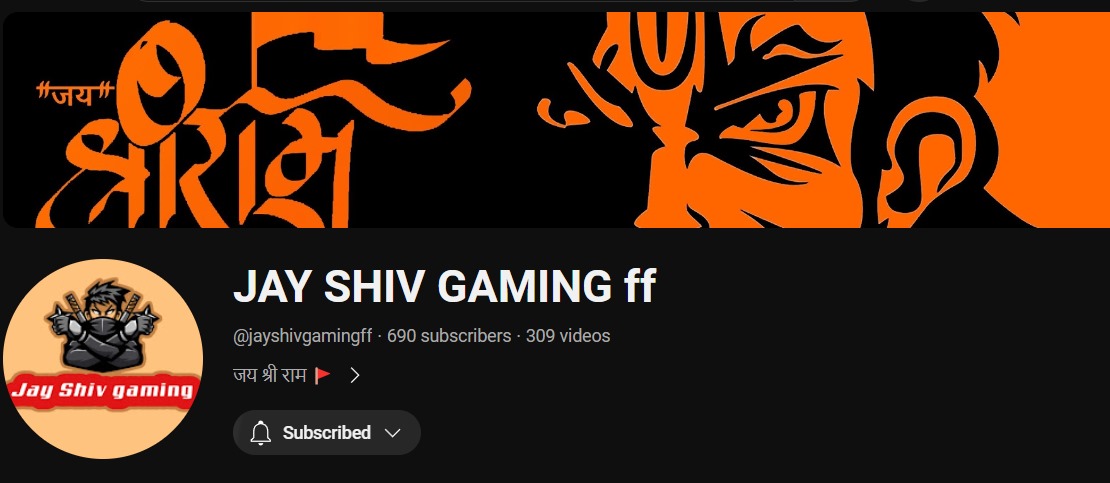 "जय"
श्रीराम
JAY SHIV GAMING ff
@jayshivgamingff · 690 subscribers · 309 videos
जय श्री राम 🚩 >
Jay Shiv gaming
Subscribed